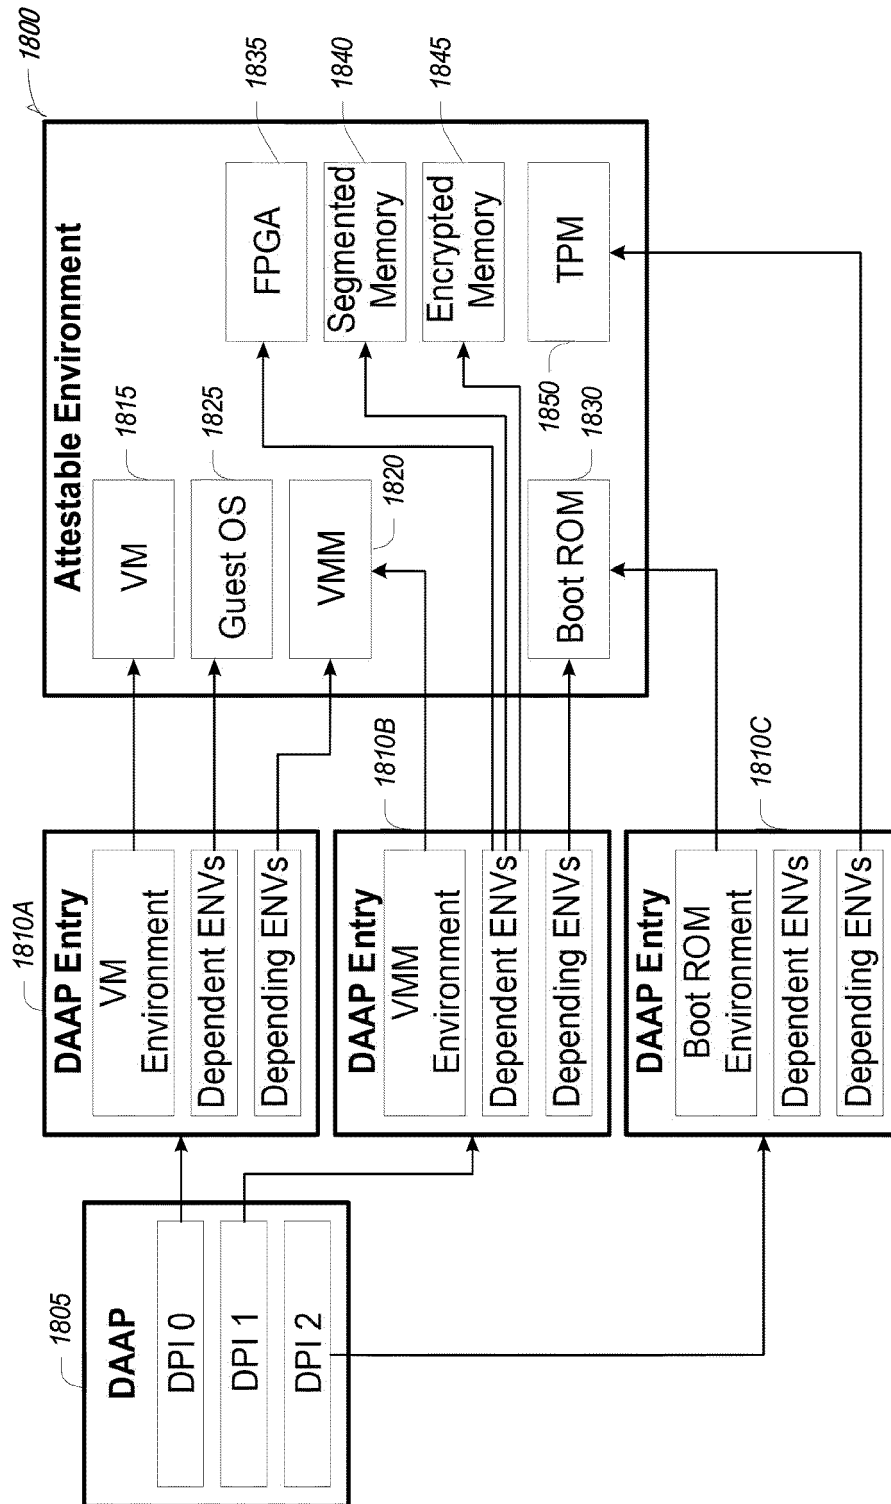 1805
DAAP
DPI 0
DPI 1
DPI 2
1810A
DAAP Entry
VM
Environment
Dependent ENVs
Depending ENVs
1810B
DAAP Entry
VMM
Environment
Dependent ENVs
Depending ENVs
1810C
DAAP Entry
Boot ROM
Environment
Dependent ENVs
Depending ENVs
1800
Attestable Environment
1815
VM
1825
Guest OS
1820
VMM
1830
Boot ROM
1835
FPGA
1840
Segmented
Memory
1845
Encrypted
Memory
1850
TPM